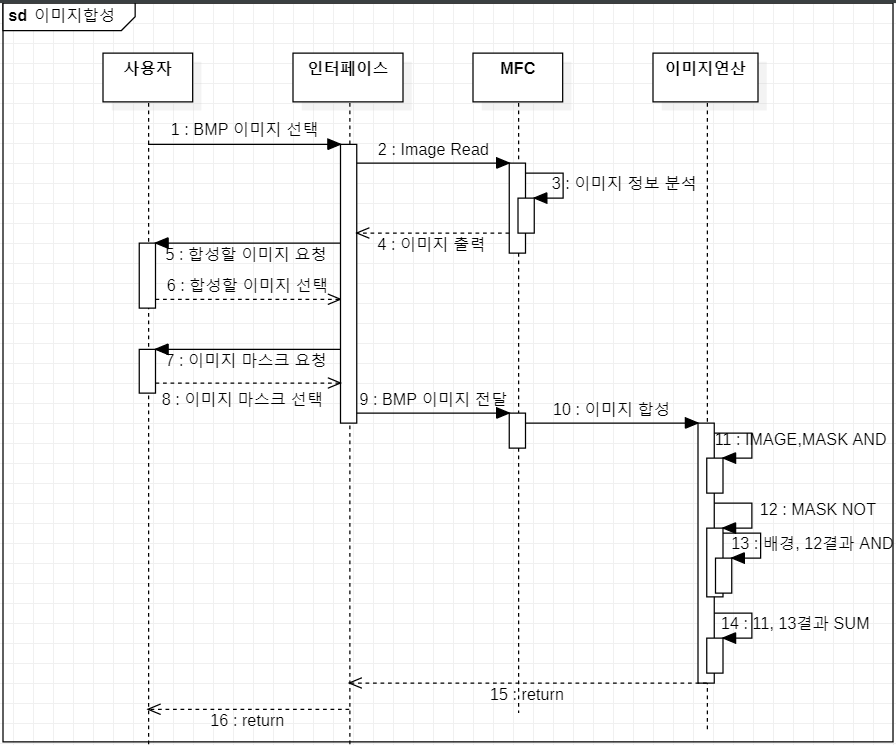 sd 이미지합성
사용자
인터페이스
MFC
이미지연산
1 : BMP 이미지 선택
2 : Image Read
3 : 이미지 정보 분석
4 : 이미지 출력
5 : 합성할 이미지 요청
6 : 합성할 이미지 선택
7 : 이미지 마스크 요청
8 : 이미지 마스크 선택
9 : BMP 이미지 전달
10 : 이미지 합성
11 : IMAGE,MASK AND
12 : MASK NOT
13 : 배경, 12결과 AND
14 : 11, 13결과 SUM
15 : return
16 : return